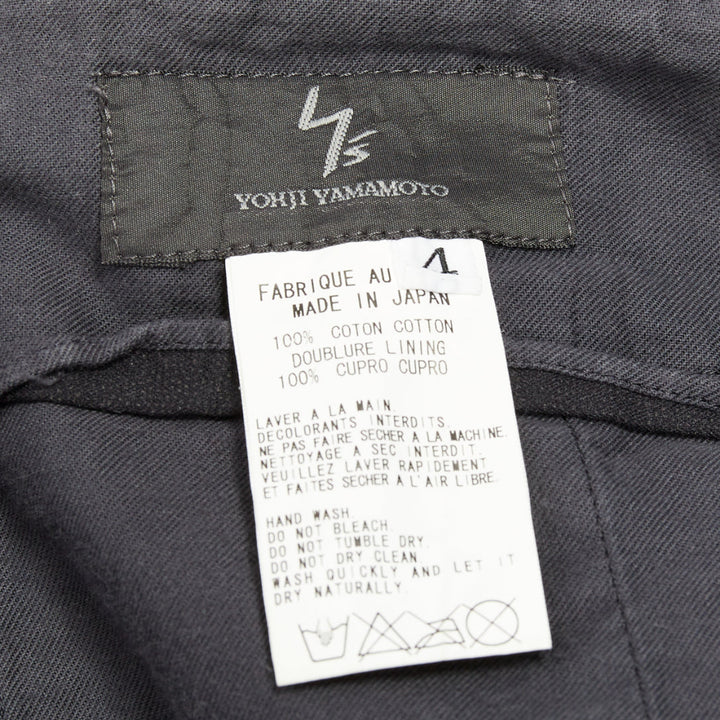 Y's
YOHJI YAMAMOTO
4
FABRIQUE AU
MADE IN JAPAN
100% COTON COTTON
DOUBLURE LINING
100% CUPRO CUPRO
LAVER A LA MAIN.
DECOLORANTS INTERDITS.
NE PAS FAIRE SECHER A LA MACHINE.
NETTOYAGE A SEC INTERDIT.
VEUILLEZ LAVER RAPIDEMENT
ET FAITES SECHER A L'AIR LIBRE.
HAND WASH.
DO NOT BLEACH.
DO NOT TUMBLE DRY.
DO NOT DRY CLEAN.
WASH QUICKLY AND LET IT
DRY NATURALLY.